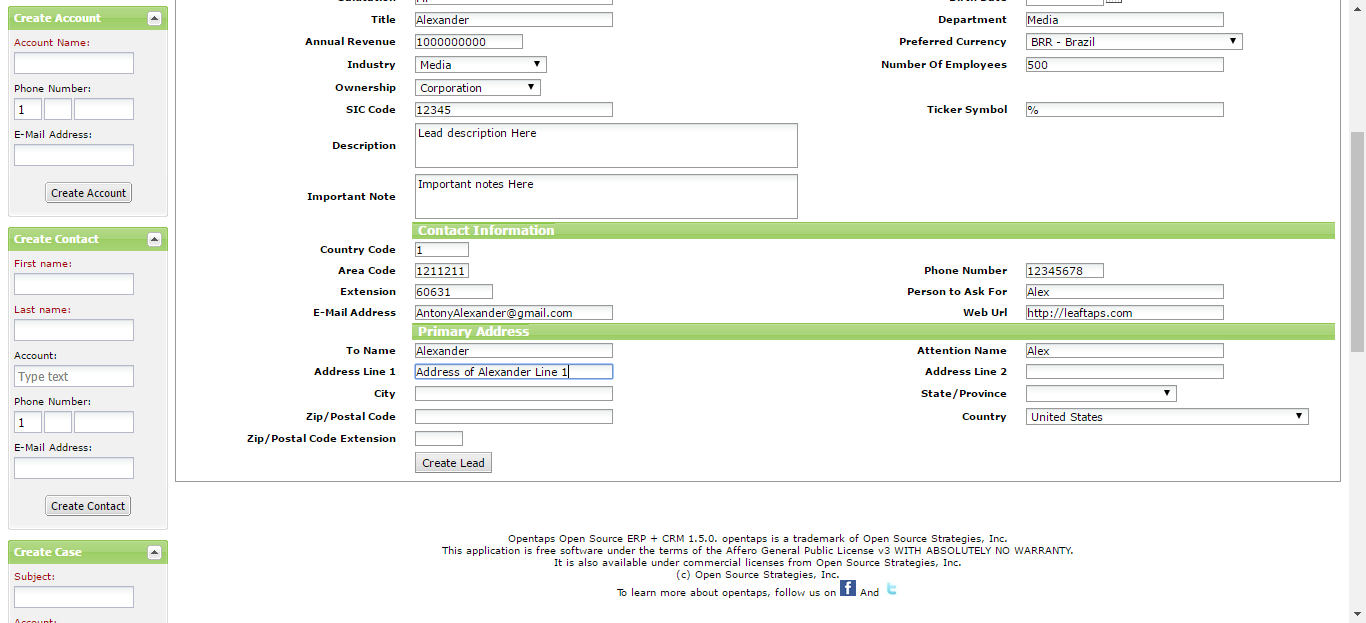 Create Account
Account Name:
Phone Number:
1
E-Mail Address:
Create Account
Create Contact
First name:
Last name:
Account:
Type text
Phone Number:
1
E-Mail Address:
Create Contact
Create Case
Subject:
Title Alexander Department Media
Annual Revenue 1000000000 Preferred Currency BRR - Brazil
Industry Media Number Of Employees 500
Ownership Corporation
SIC Code 12345 Ticker Symbol %
Description Lead description Here
Important Note Important notes Here
Contact Information
Country Code 1
Area Code 1211211 Phone Number 12345678
Extension 60631 Person to Ask For Alex
E-Mail Address AntonyAlexander@gmail.com Web Url http://leaftaps.com
Primary Address
To Name Alexander Attention Name Alex
Address Line 1 Address of Alexander Line 1 Address Line 2
City State/Province
Zip/Postal Code Country United States
Zip/Postal Code Extension
Create Lead
Opentaps Open Source ERP + CRM 1.5.0. opentaps is a trademark of Open Source Strategies, Inc.
This application is free software under the terms of the Affero General Public License v3 WITH ABSOLUTELY NO WARRANTY.
It is also available under commercial licenses from Open Source Strategies, Inc.
(c) Open Source Strategies, Inc.
To learn more about opentaps, follow us on f And t